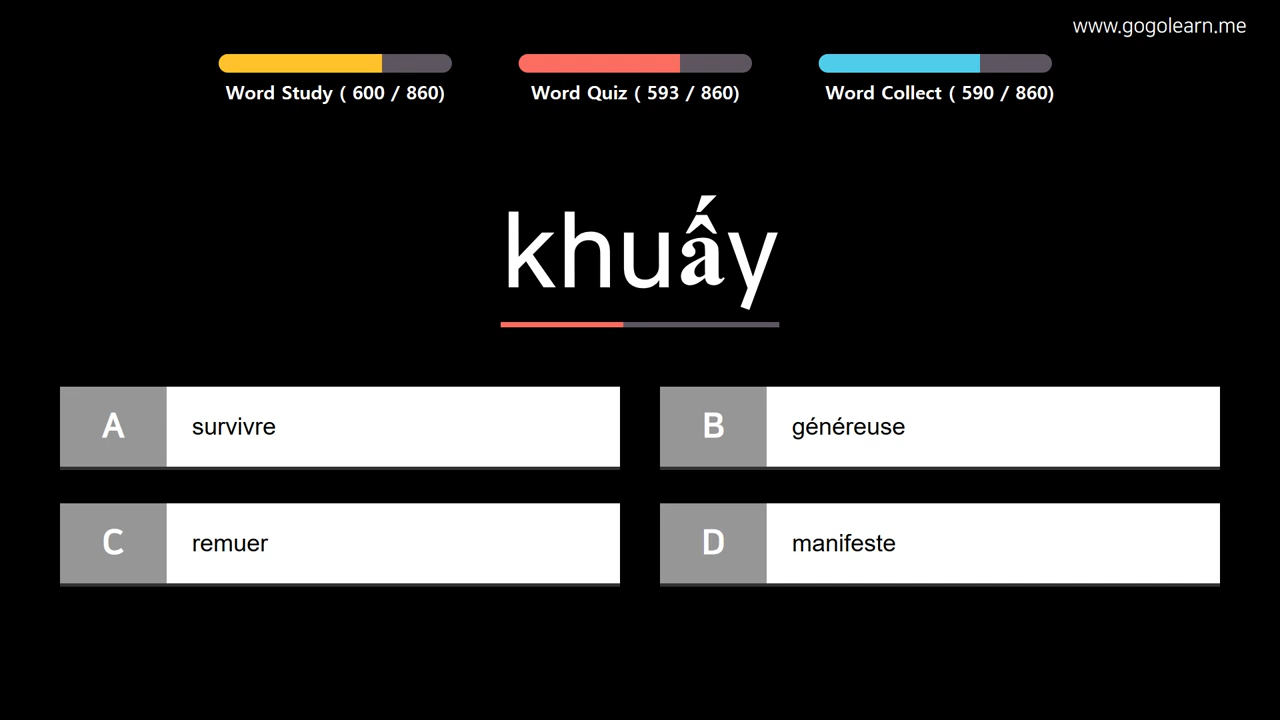 www.gogolearn.me
Word Study ( 600 / 860)
Word Quiz ( 593 / 860)
Word Collect ( 590 / 860)
khuấy
A survivre
B généreuse
C remuer
D manifeste